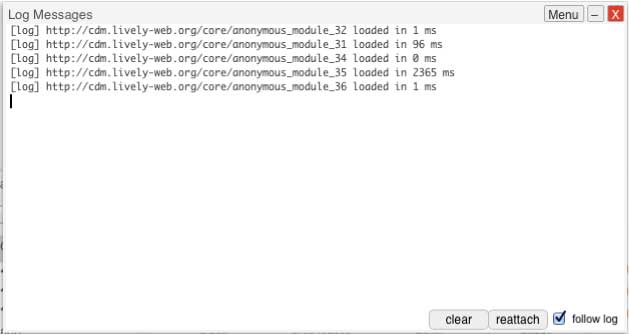 Log Messages
Menu – X
[log] http://cdm.lively-web.org/core/anonymous_module_32 loaded in 1 ms
[log] http://cdm.lively-web.org/core/anonymous_module_31 loaded in 96 ms
[log] http://cdm.lively-web.org/core/anonymous_module_34 loaded in 0 ms
[log] http://cdm.lively-web.org/core/anonymous_module_35 loaded in 2365 ms
[log] http://cdm.lively-web.org/core/anonymous_module_36 loaded in 1 ms
clear reattach follow log